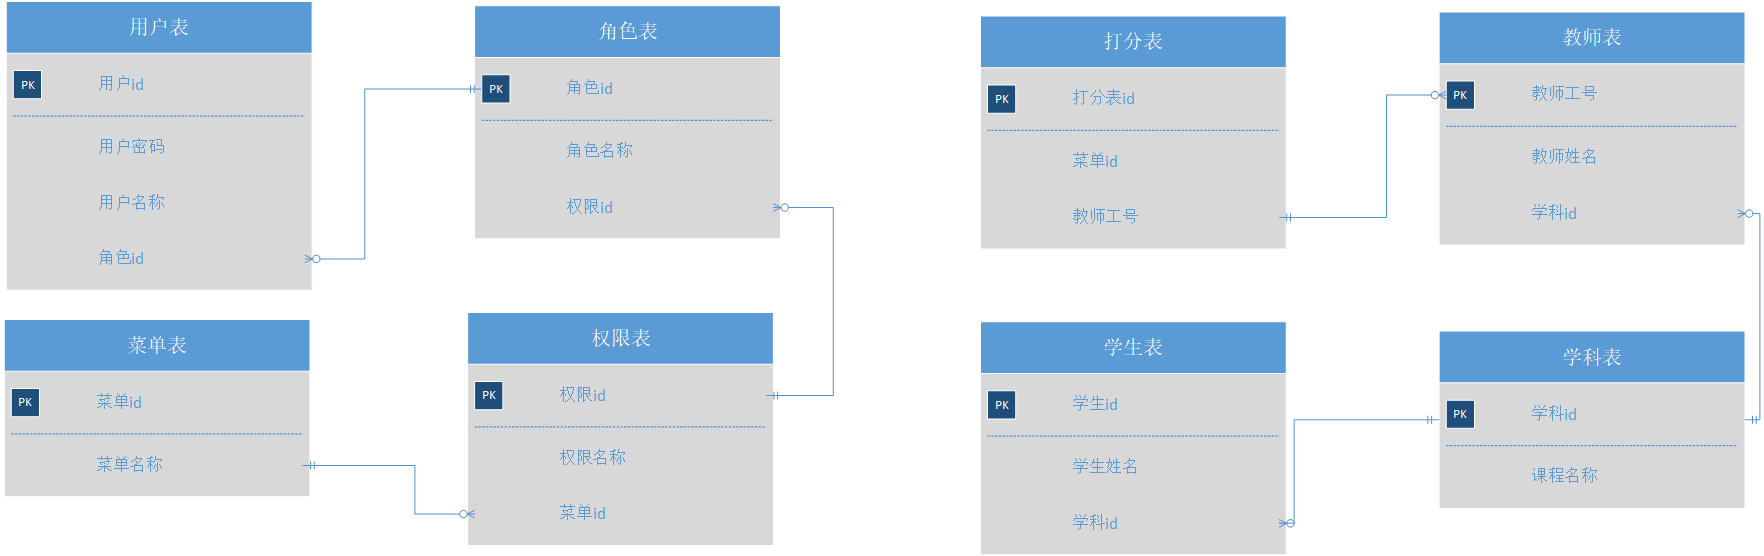 用户表
PK 用户id
用户密码
用户名称
角色id
角色表
PK 角色id
角色名称
权限id
菜单表
PK 菜单id
菜单名称
权限表
PK 权限id
权限名称
菜单id
打分表
PK 打分表id
菜单id
教师工号
教师表
PK 教师工号
教师姓名
学科id
学生表
PK 学生id
学生姓名
学科id
学科表
PK 学科id
课程名称